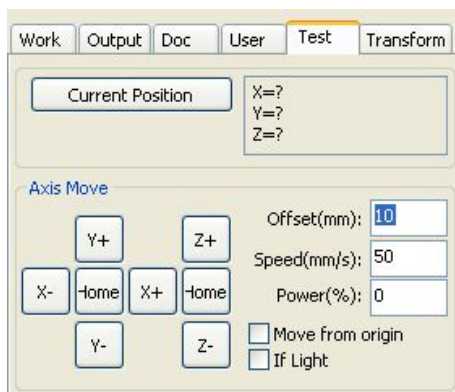 Work Output Doc User Test Transform
Current Position
X=?
Y=?
Z=?
Axis Move
Y+ Z+
X- Home X+ Home
Y- Z-
Offset(mm): 10
Speed(mm/s): 50
Power(%): 0
Move from origin
If Light